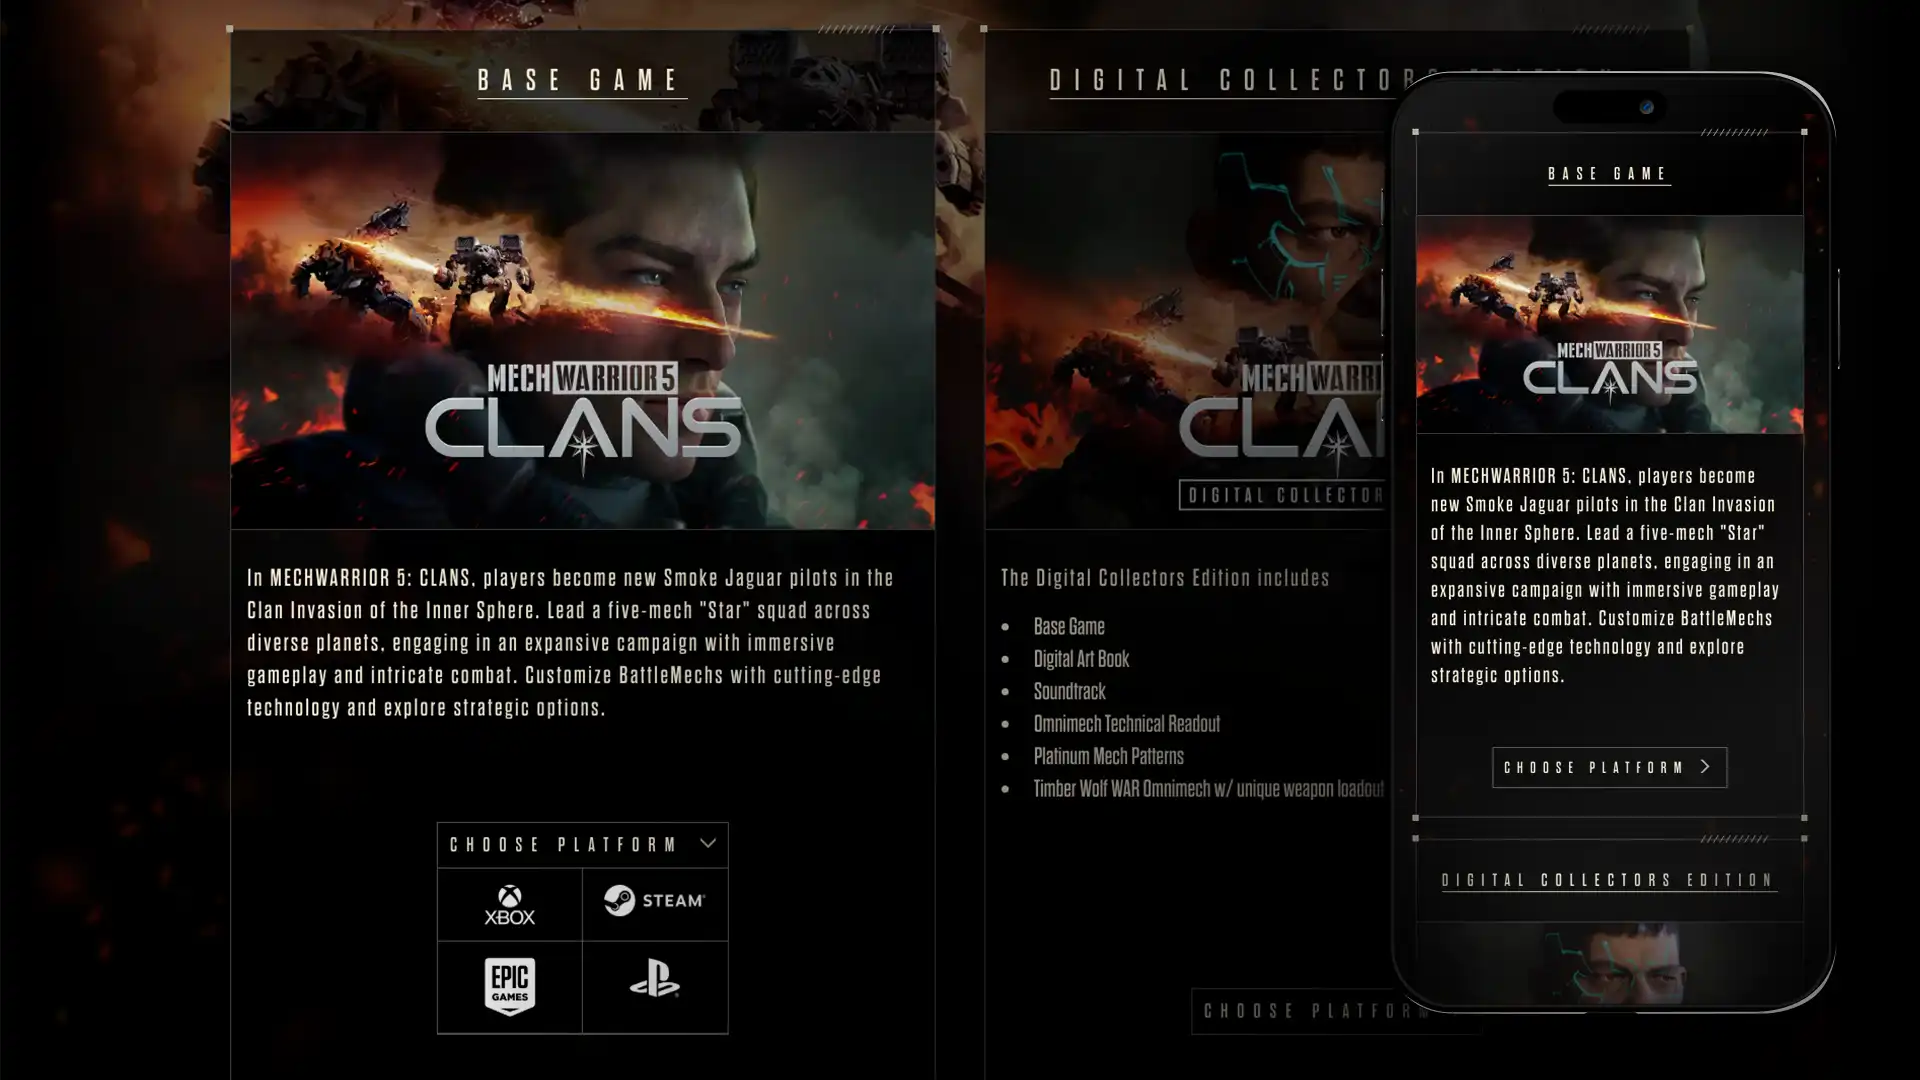 BASE GAME
MECHWARRIOR 5
CLANS
In MECHWARRIOR 5: CLANS, players become new Smoke Jaguar pilots in the
Clan Invasion of the Inner Sphere. Lead a five-mech "Star" squad across
diverse planets, engaging in an expansive campaign with immersive
gameplay and intricate combat. Customize BattleMechs with cutting-edge
technology and explore strategic options.
CHOOSE PLATFORM
XBOX
STEAM
EPIC
GAMES
DIGITAL COLLECTORS EDITION
MECHWARRI
CLAN
DIGITAL COLLECTOR
The Digital Collectors Edition includes
• Base Game
• Digital Art Book
• Soundtrack
• Omnimech Technical Readout
• Platinum Mech Patterns
• Timber Wolf WAR Omnimech w/ unique weapon loadout
CHOOSE PLATFORM
BASE GAME
MECHWARRIOR 5
CLANS
In MECHWARRIOR 5: CLANS, players become
new Smoke Jaguar pilots in the Clan Invasion
of the Inner Sphere. Lead a five-mech "Star"
squad across diverse planets, engaging in an
expansive campaign with immersive gameplay
and intricate combat. Customize BattleMechs
with cutting-edge technology and explore
strategic options.
CHOOSE PLATFORM
DIGITAL COLLECTORS EDITION